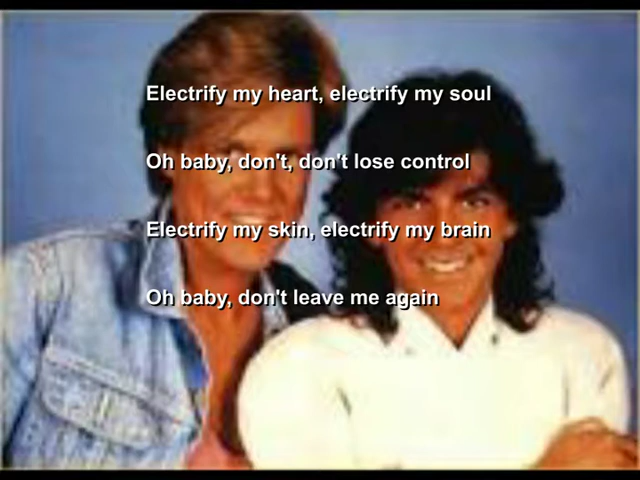 Electrify my heart, electrify my soul
Oh baby, don't, don't lose control
Electrify my skin, electrify my brain
Oh baby, don't leave me again